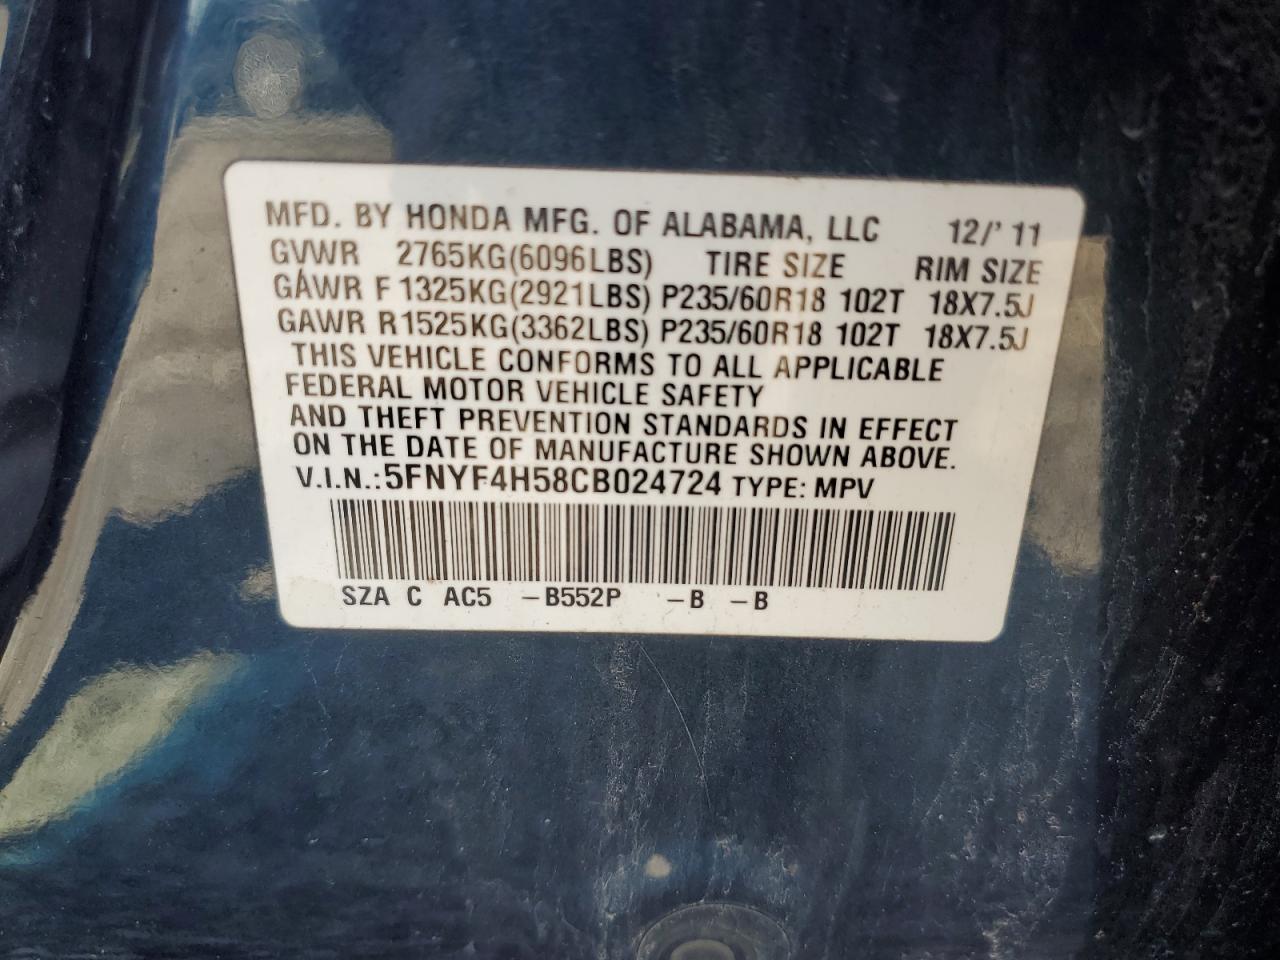 MFD. BY HONDA MFG. OF ALABAMA, LLC 12/' 11
GVWR 2765KG(6096LBS) TIRE SIZE RIM SIZE
GAWR F 1325KG(2921LBS) P235/60R18 102T 18X7.5J
GAWR R1525KG(3362LBS) P235/60R18 102T 18X7.5J
THIS VEHICLE CONFORMS TO ALL APPLICABLE
FEDERAL MOTOR VEHICLE SAFETY
AND THEFT PREVENTION STANDARDS IN EFFECT
ON THE DATE OF MANUFACTURE SHOWN ABOVE.
V.I.N.:5FNYF4H58CB024724 TYPE: MPV
SZA C AC5 -B552P -B -B